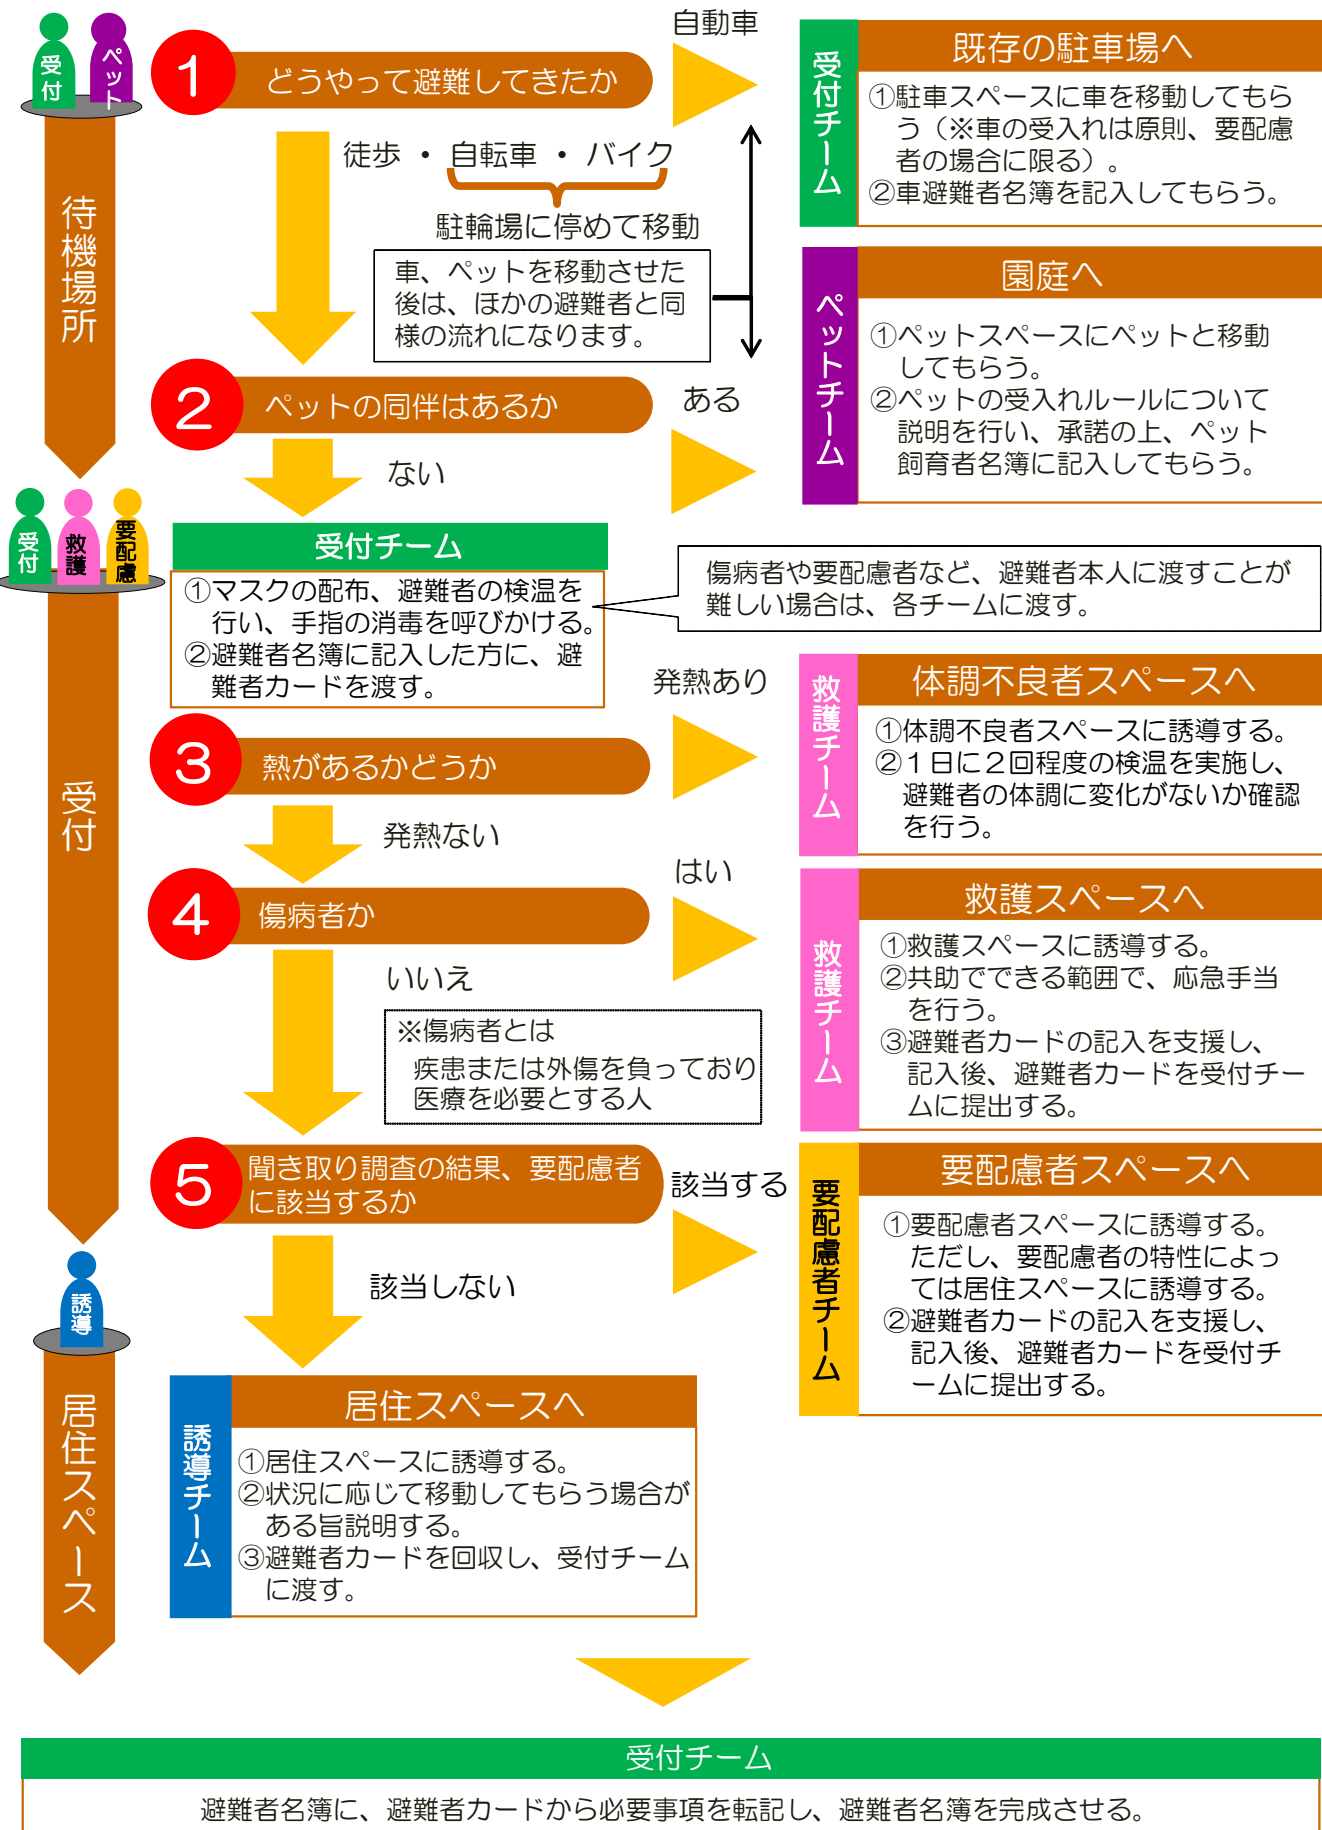 受付
ペット
1
どうやって避難してきたか
自動車
受付チーム
既存の駐車場へ
①駐車スペースに車を移動してもら
う（※車の受入れは原則、要配慮
者の場合に限る）。
②車避難者名簿を記入してもらう。
徒歩 ・ 自転車 ・ バイク
駐輪場に停めて移動
車、ペットを移動させた
後は、ほかの避難者と同
様の流れになります。
待機場所
2
ペットの同伴はあるか
ある
ない
ペットチーム
園庭へ
①ペットスペースにペットと移動
してもらう。
②ペットの受入れルールについて
説明を行い、承諾の上、ペット
飼育者名簿に記入してもらう。
受付
救護
要配慮
受付チーム
①マスクの配布、避難者の検温を
行い、手指の消毒を呼びかける。
②避難者名簿に記入した方に、避
難者カードを渡す。
傷病者や要配慮者など、避難者本人に渡すことが
難しい場合は、各チームに渡す。
受付
3
熱があるかどうか
発熱あり
発熱ない
救護チーム
体調不良者スペースへ
①体調不良者スペースに誘導する。
②１日に２回程度の検温を実施し、
避難者の体調に変化がないか確認
を行う。
4
傷病者か
はい
いいえ
※傷病者とは
疾患または外傷を負っており
医療を必要とする人
救護チーム
救護スペースへ
①救護スペースに誘導する。
②共助でできる範囲で、応急手当
を行う。
③避難者カードの記入を支援し、
記入後、避難者カードを受付チー
ムに提出する。
5
聞き取り調査の結果、要配慮者
に該当するか
該当する
該当しない
要配慮者チーム
要配慮者スペースへ
①要配慮者スペースに誘導する。
ただし、要配慮者の特性によっ
ては居住スペースに誘導する。
②避難者カードの記入を支援し、
記入後、避難者カードを受付チ
ームに提出する。
誘導
居住スペース
誘導チーム
居住スペースへ
①居住スペースに誘導する。
②状況に応じて移動してもらう場合が
ある旨説明する。
③避難者カードを回収し、受付チーム
に渡す。
受付チーム
避難者名簿に、避難者カードから必要事項を転記し、避難者名簿を完成させる。